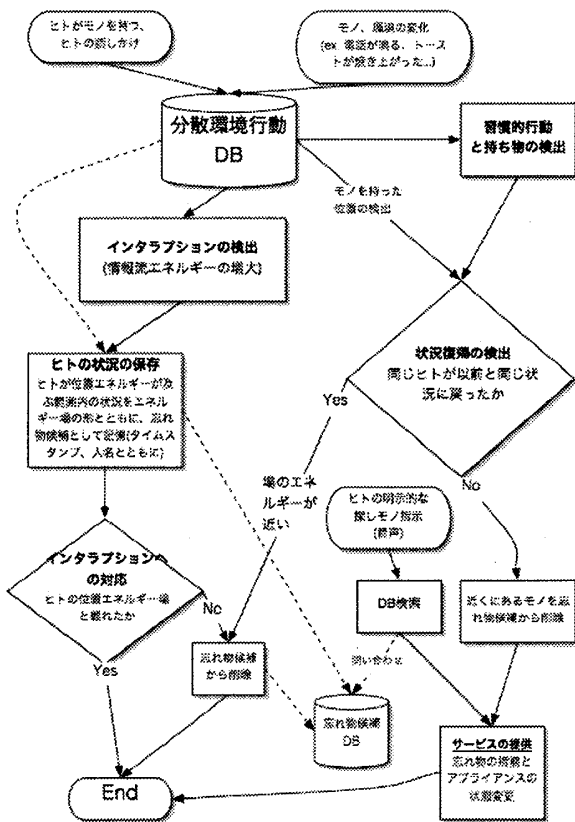 ヒトがモノを持つ、
ヒトの話しかけ
モノ、環境の変化
(ex 電話が鳴る、トース
トが焼き上がった...)
分散環境行動
DB
習慣的行動
と持ち物の検出
モノを持った
位置の検出
インタラプションの検出
(情報流エネルギーの増大)
状況復帰の検出
同じヒトが以前と同じ状
況に戻ったか
ヒトの状況の保存
ヒトが位置エネルギーが及
ぶ範囲内の状況をエネル
ギー場の形とともに、忘れ
物候補として記憶(タイムス
タンプ、人名とともに)
Yes
No
場のエネ
ルギーが
近い
ヒトの明示的な
探しモノ指示
(音声)
インタラプションへ
の対応
ヒトの位置エネルギー場
と離れたか
No
Yes
DB検索
近くにあるモノを忘
れ物候補から削除
忘れ物候補
から削除
問い合わせ
忘れ物候補
DB
サービスの提供
忘れ物の指摘と
アプライアンスの
状態変更
End